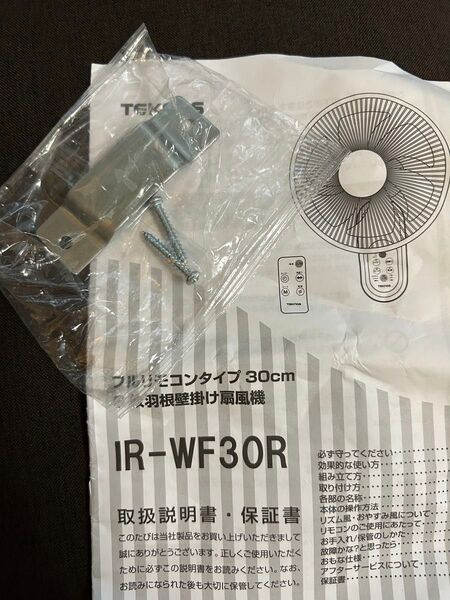 TEKNOS
TEKNOS
TEKNOS
フルリモコンタイプ 30cm
羽根壁掛け扇風機
IR-WF30R
取扱説明書・保証書
このたびは当社製品をお買い上げいただきまして
誠にありがとうございます。正しくご使用いただく
ために必ずこの説明書をお読みください。なお、
お読みになられた後も大切に保管してください。
必ず守ってください……
効果的な使い方………
組み立て方…………
取り付け方…………
各部の名称…………
本体の操作方法………
リズム風・おやすみ風について…
リモコンのご使用にあたって…
お手入れ/保管のしかた…
故障かな?と思ったら…
おもな仕様…………
アフターサービスについて…
保証書……………